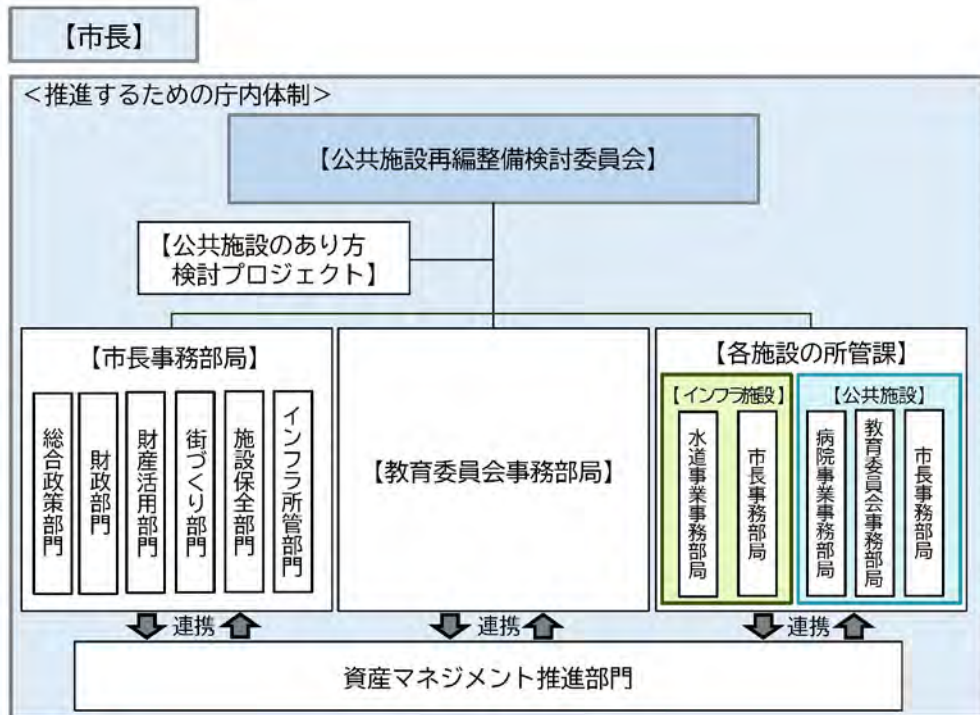 【市長】
＜推進するための庁内体制＞
【公共施設再編整備検討委員会】
【公共施設のあり方
検討プロジェクト】
【市長事務部局】
総合政策部門
財政部門
財産活用部門
街づくり部門
施設保全部門
インフラ所管部門
【教育委員会事務部局】
【各施設の所管課】
【インフラ施設】
水道事業事務部局
市長事務部局
【公共施設】
病院事業事務部局
教育委員会事務部局
市長事務部局
連携
連携
連携
資産マネジメント推進部門